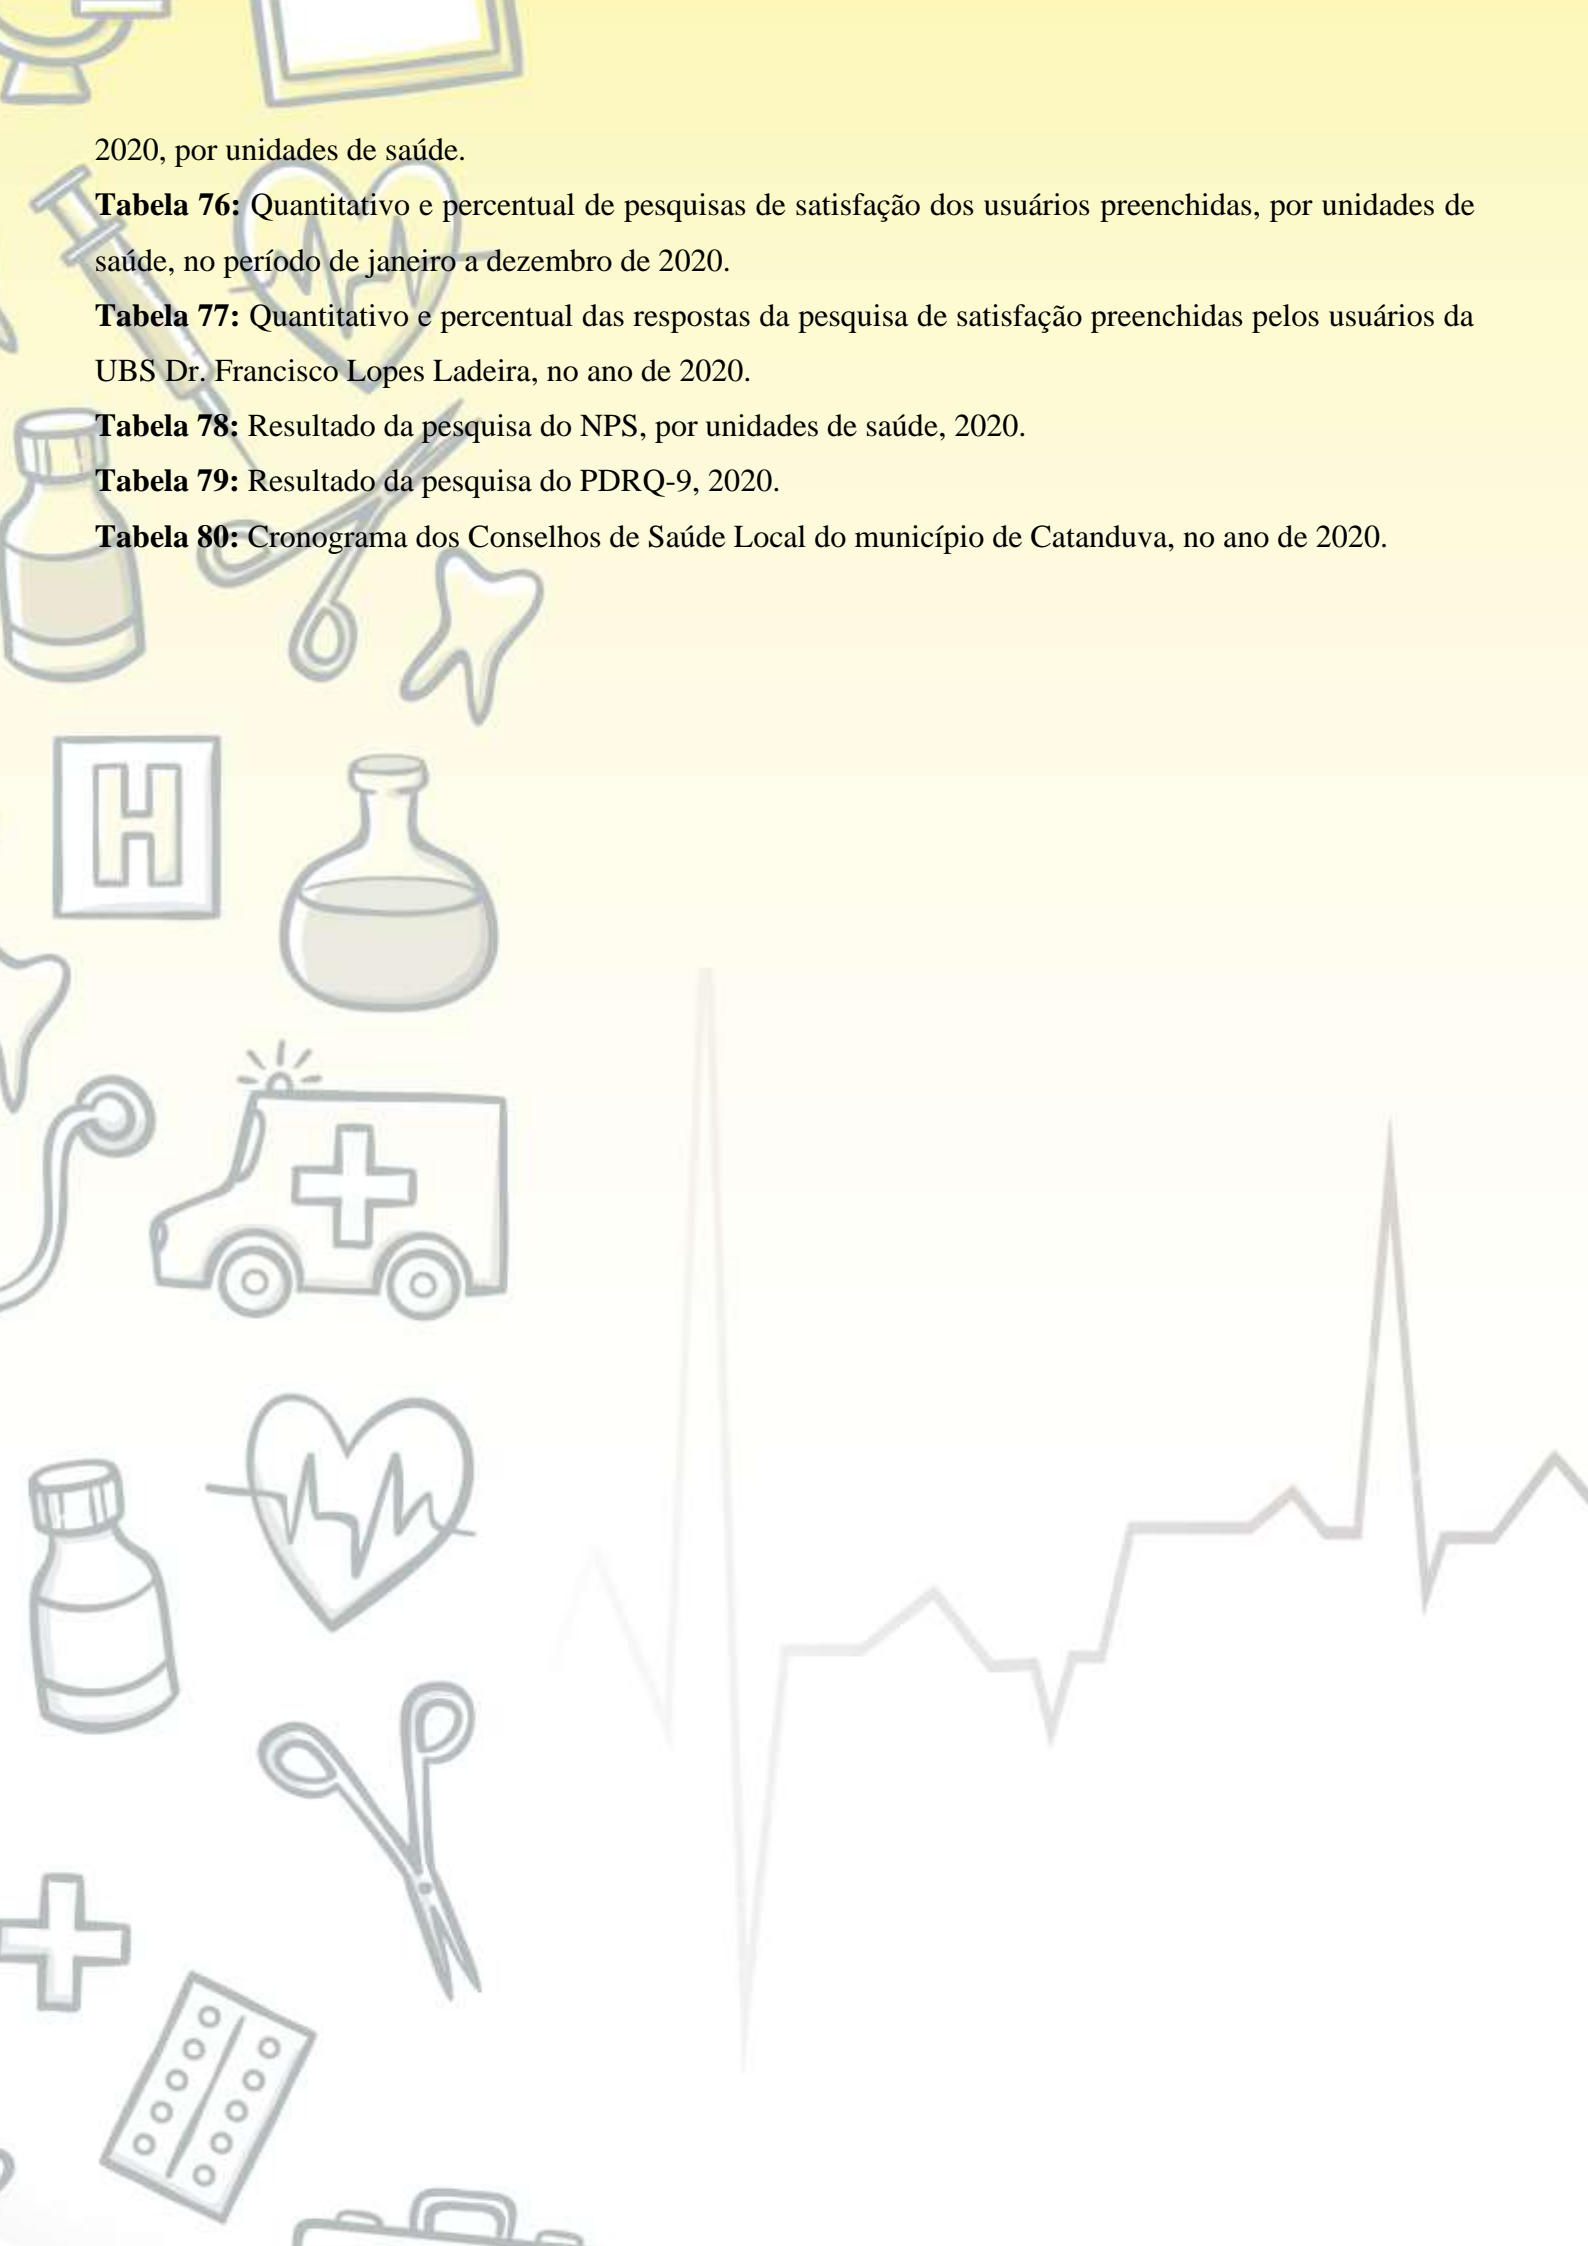 2020, por unidades de saúde.
Tabela 76: Quantitativo e percentual de pesquisas de satisfação dos usuários preenchidas, por unidades de
saúde, no período de janeiro a dezembro de 2020.
Tabela 77: Quantitativo e percentual das respostas da pesquisa de satisfação preenchidas pelos usuários da
UBS Dr. Francisco Lopes Ladeira, no ano de 2020.
Tabela 78: Resultado da pesquisa do NPS, por unidades de saúde, 2020.
Tabela 79: Resultado da pesquisa do PDRQ-9, 2020.
Tabela 80: Cronograma dos Conselhos de Saúde Local do município de Catanduva, no ano de 2020.
H